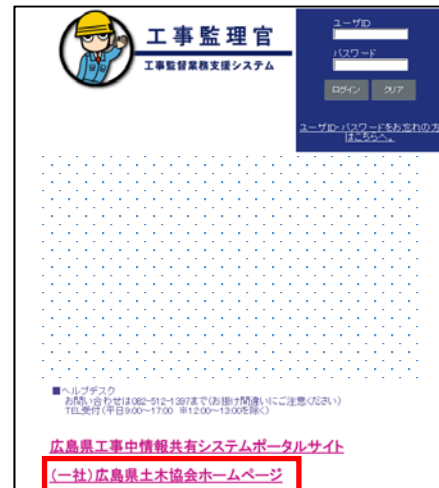 工事監理官
工事監督業務支援システム
ユーザID
パスワード
ログイン クリア
ユーザID・パスワードをお忘れの方
はこちらへ。
■ヘルプデスク
お問い合わせは082-512-1397まで(お掛け間違いにご注意ください)
TEL受付(平日9:00～17:00 ※12:00～13:00を除く)
広島県工事中情報共有システムポータルサイト
(一社)広島県土木協会ホームページ